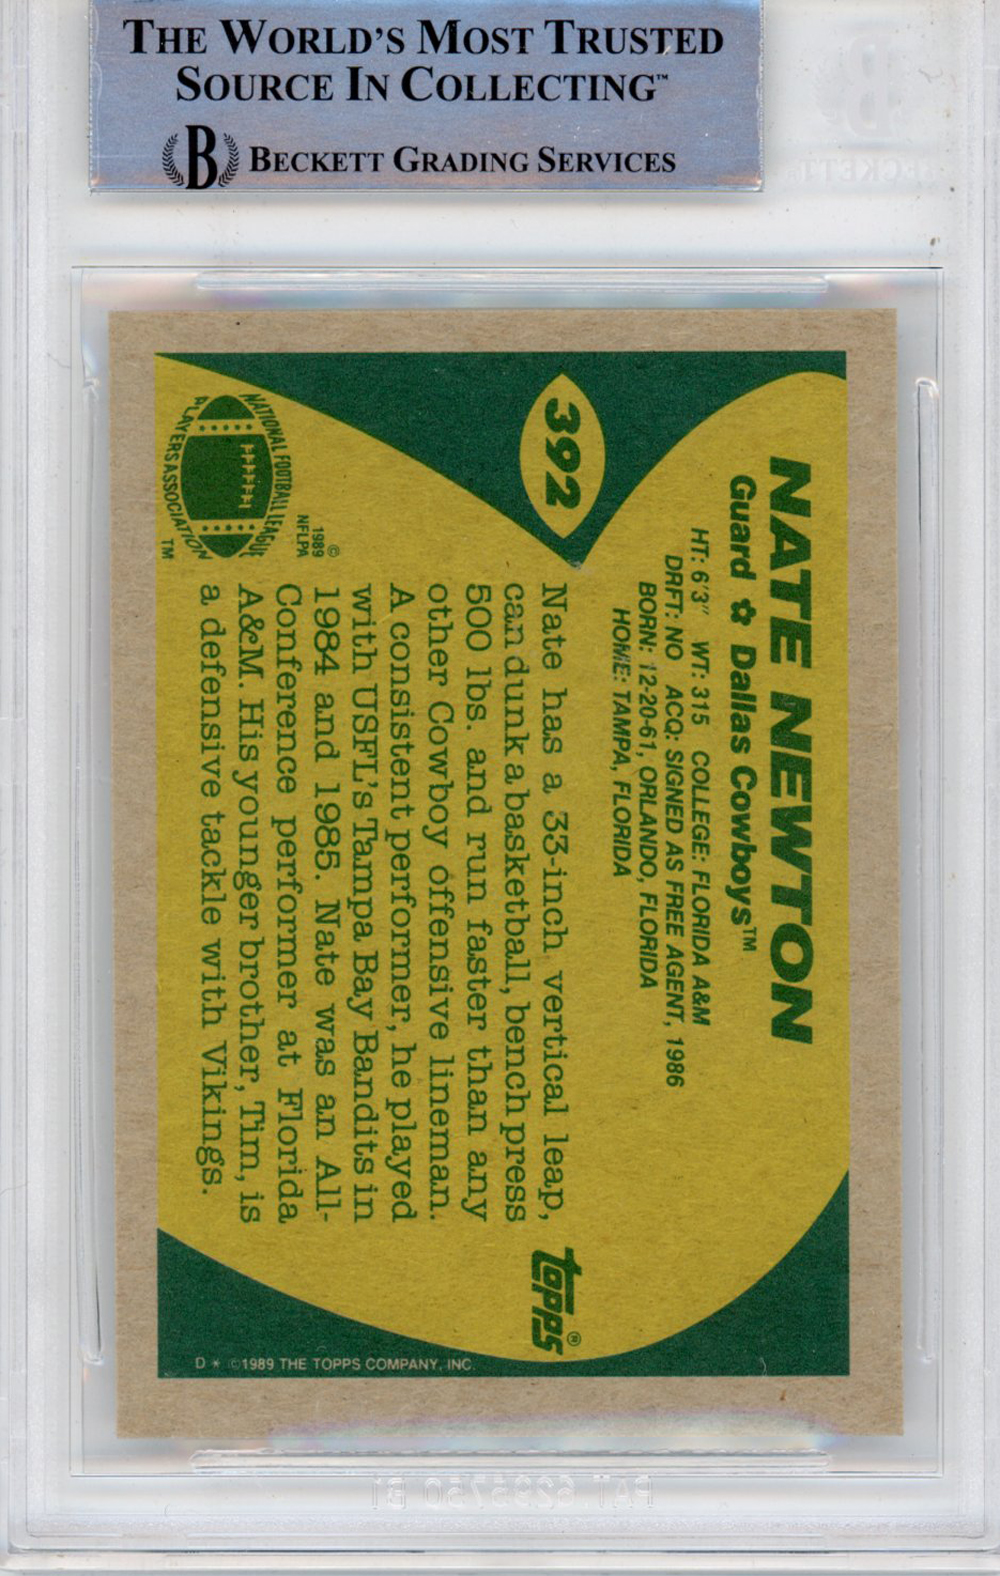 THE WORLD'S MOST TRUSTED
SOURCE IN COLLECTING™
B BECKETT GRADING SERVICES
392
NATE NEWTON
Guard ✿ Dallas Cowboys™
HT: 6'3" WT: 315 COLLEGE: FLORIDA A&M
DRFT: NO ACQ: SIGNED AS FREE AGENT, 1986
BORN: 12-20-61, ORLANDO, FLORIDA
HOME: TAMPA, FLORIDA
Nate has a 33-inch vertical leap,
can dunk a basketball, bench press
500 lbs. and run faster than any
other Cowboy offensive lineman.
A consistent performer, he played
with USFL's Tampa Bay Bandits in
1984 and 1985. Nate was an All-
Conference performer at Florida
A&M. His younger brother, Tim, is
a defensive tackle with Vikings.
NATIONAL FOOTBALL LEAGUE
PLAYERS ASSOCIATION
TM
©
1989
NFLPA
topps®
D * ©1989 THE TOPPS COMPANY, INC.
B
BECKETT
PAT. 6295750 B1